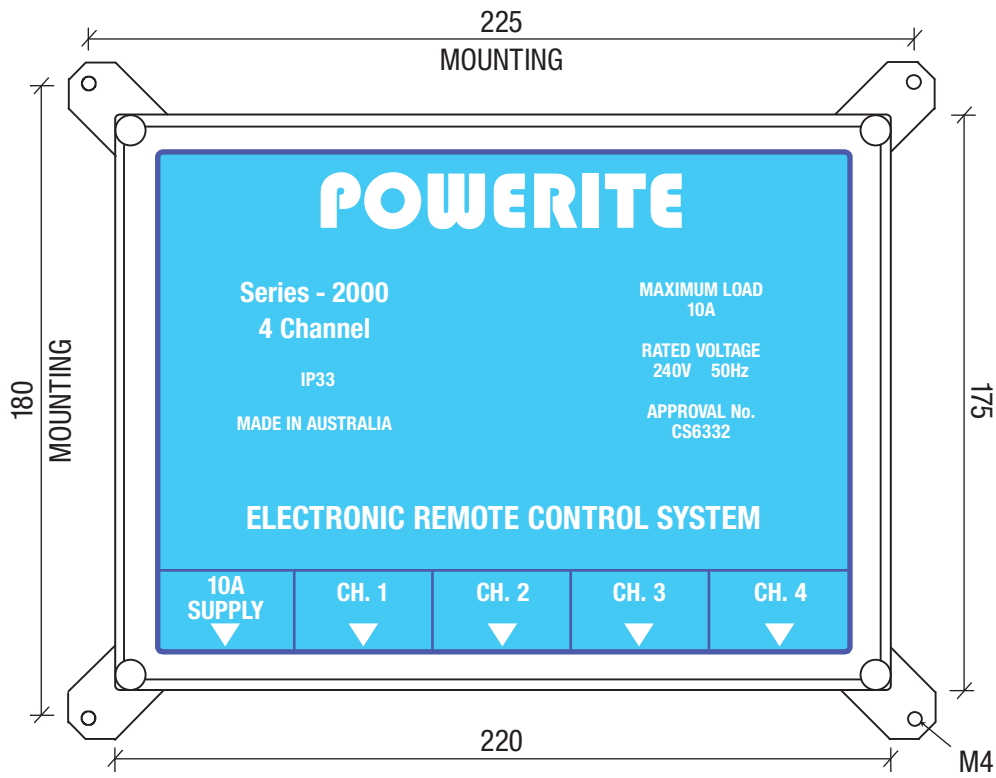 225
MOUNTING
POWERITE
Series - 2000
4 Channel
IP33
MADE IN AUSTRALIA
MAXIMUM LOAD
10A
RATED VOLTAGE
240V 50Hz
APPROVAL No.
CS6332
180
MOUNTING
175
ELECTRONIC REMOTE CONTROL SYSTEM
10A
SUPPLY
CH. 1
CH. 2
CH. 3
CH. 4
220
M4